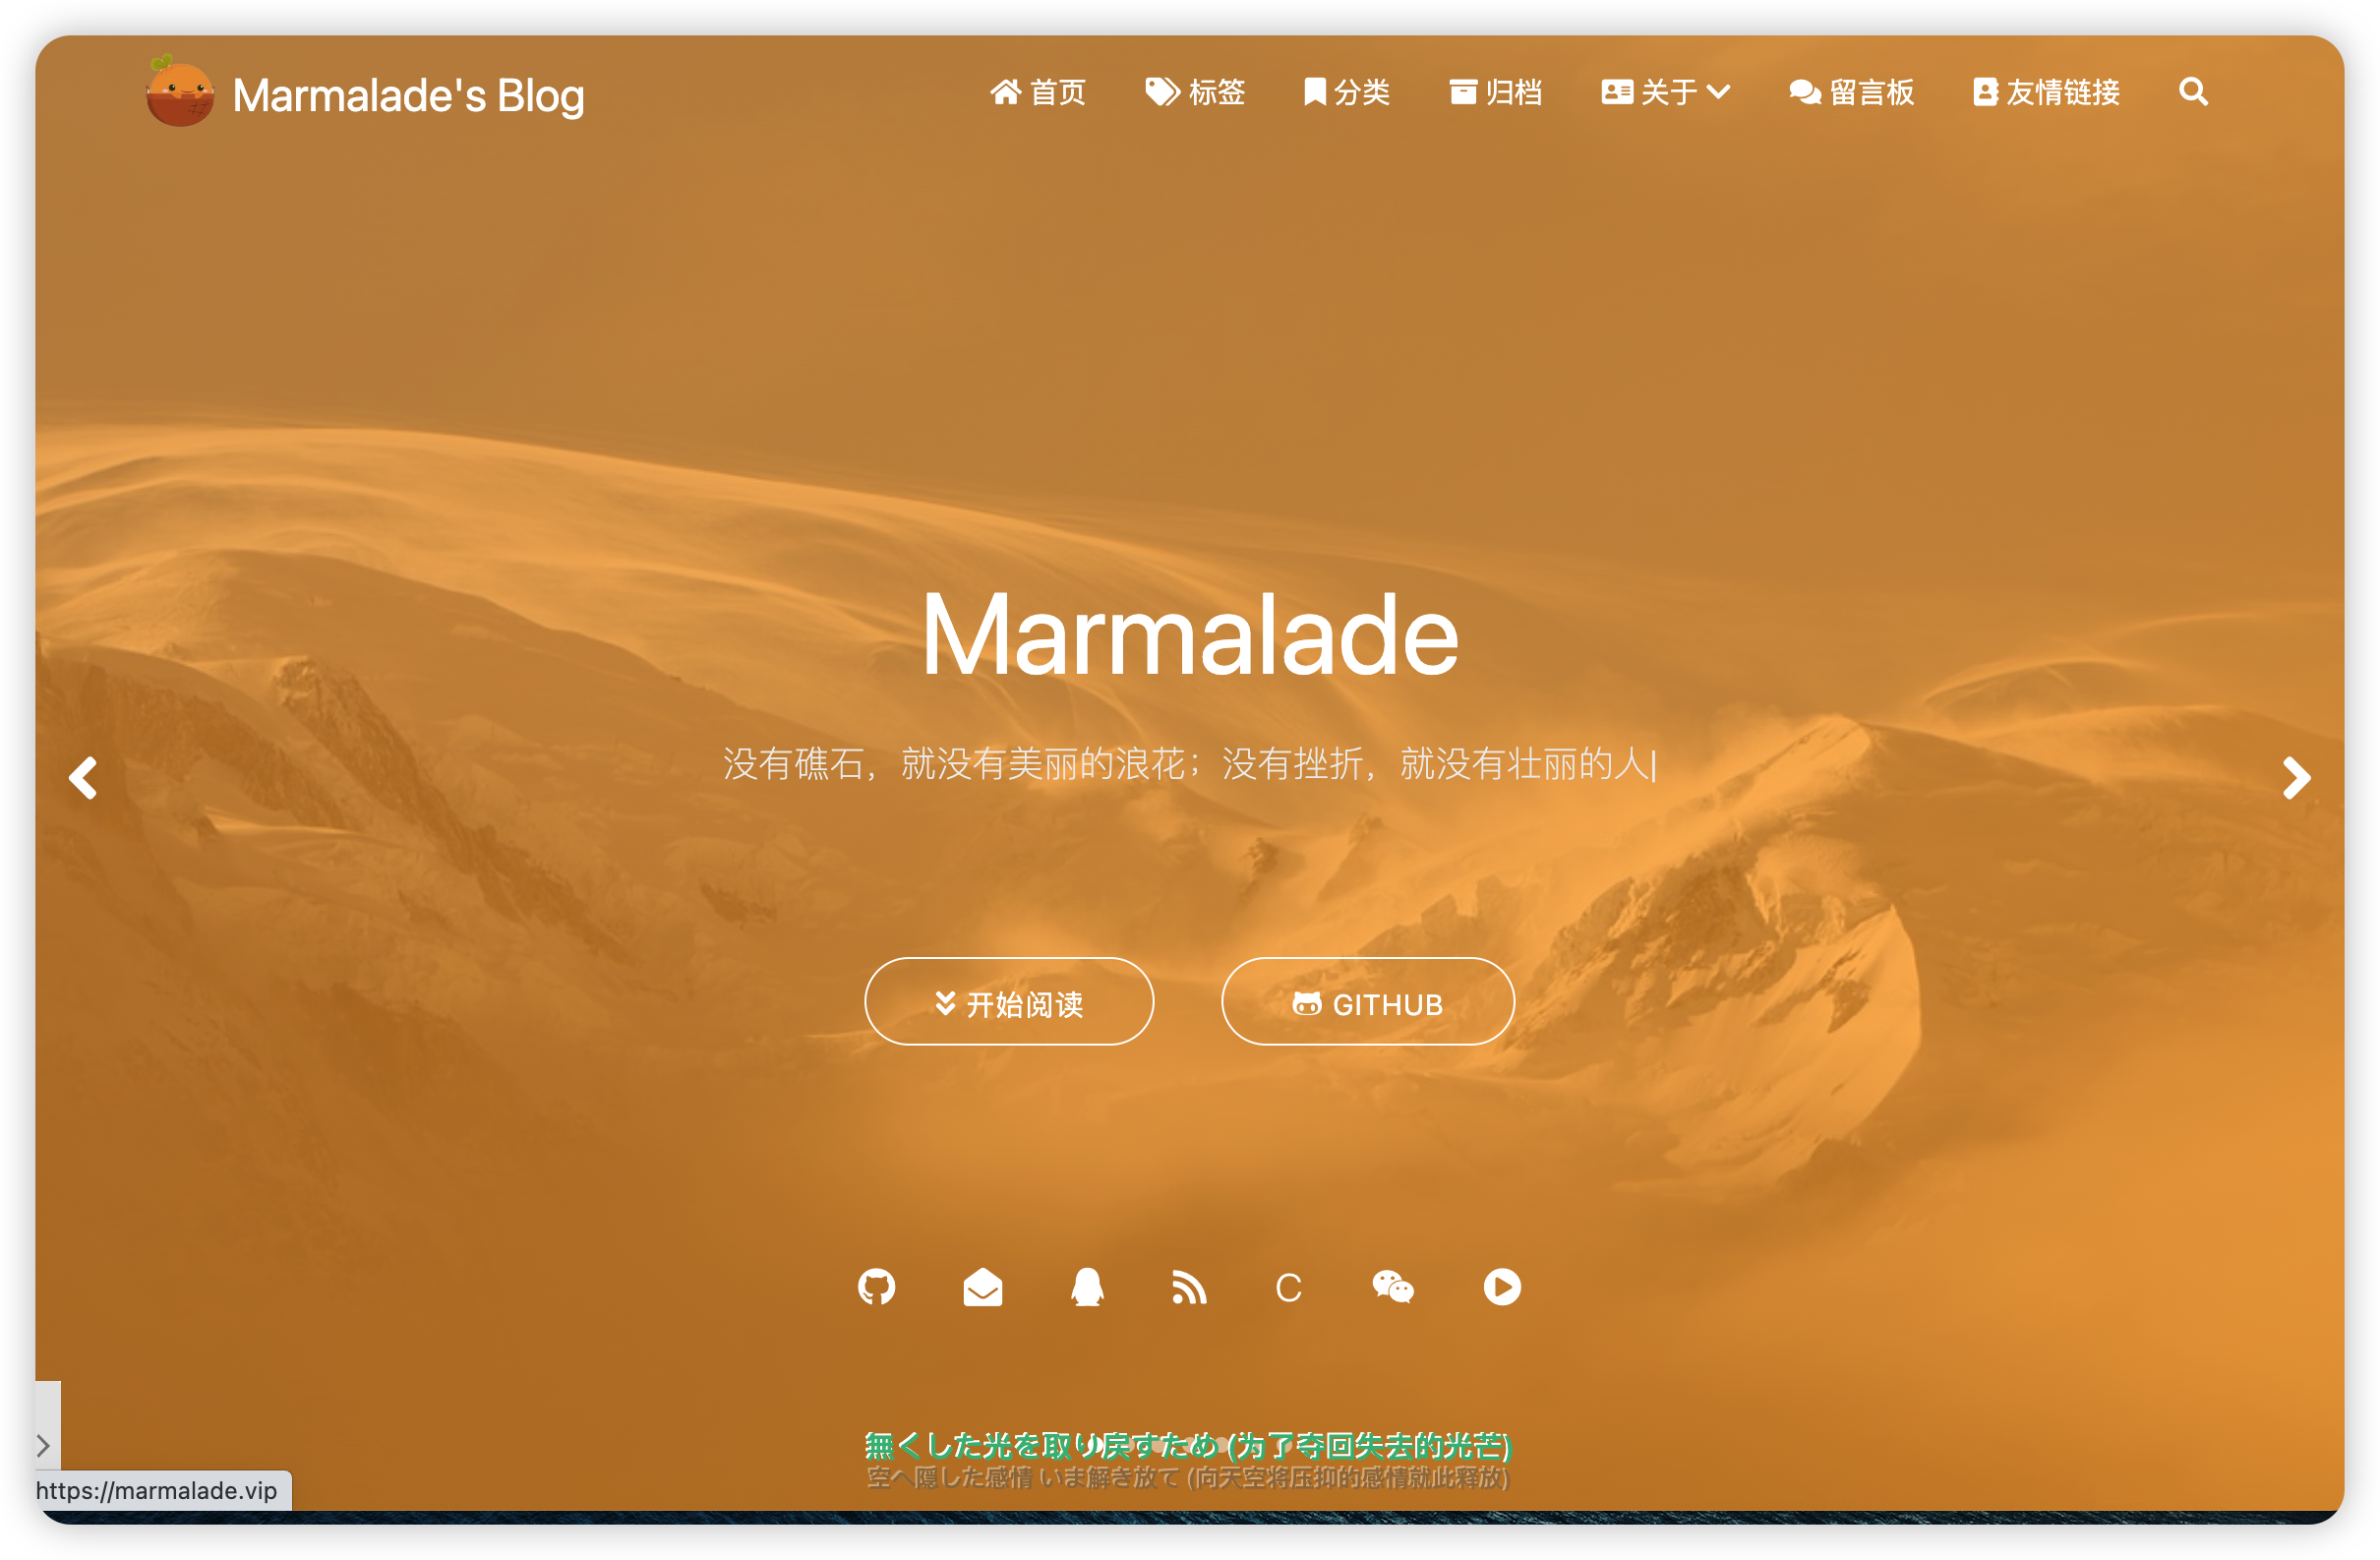 Marmalade's Blog
首页 标签 分类 归档 关于 留言板 友情链接
Marmalade
没有礁石，就没有美丽的浪花；没有挫折，就没有壮丽的人|
开始阅读 GITHUB
C
無くした光を取り戻すため (为了夺回失去的光芒)
空へ隠した感情 いま解き放て (向天空将压抑的感情就此释放)
https://marmalade.vip